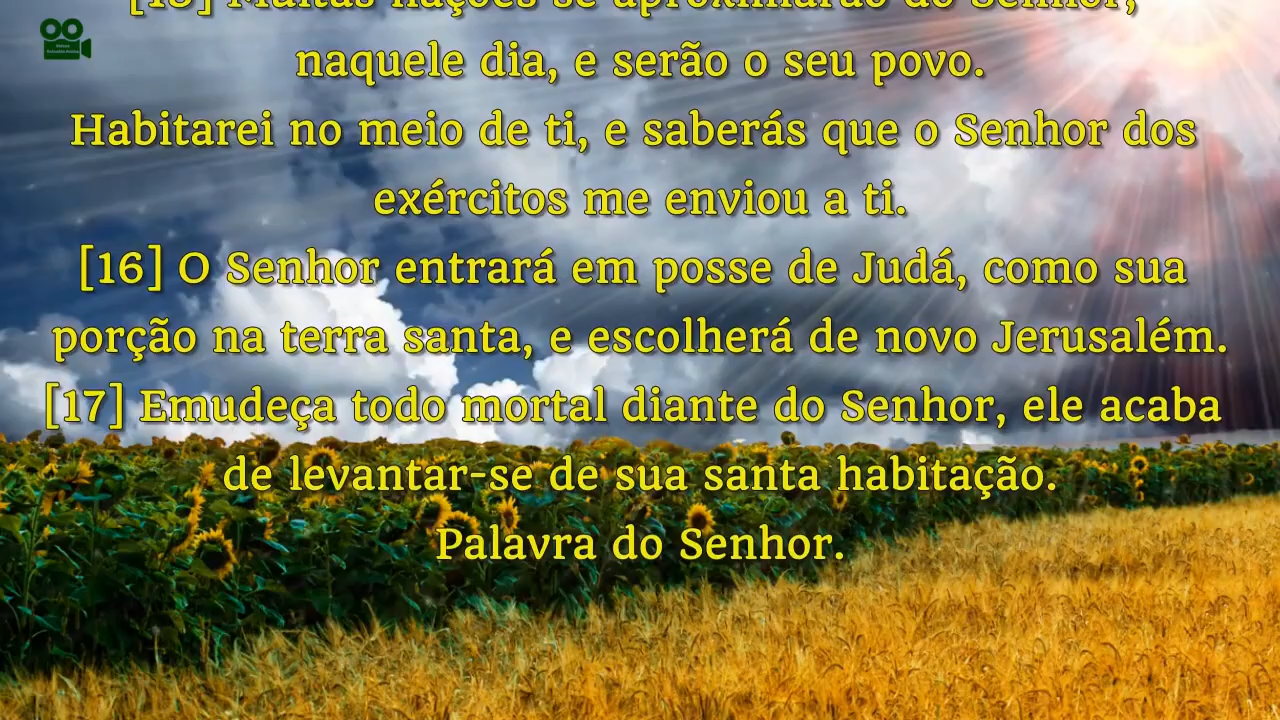 [15] Muitas nações se aproximarão do Senhor,
naquele dia, e serão o seu povo.
Habitarei no meio de ti, e saberás que o Senhor dos
exércitos me enviou a ti.
[16] O Senhor entrará em posse de Judá, como sua
porção na terra santa, e escolherá de novo Jerusalém.
[17] Emudeça todo mortal diante do Senhor, ele acaba
de levantar-se de sua santa habitação.
Palavra do Senhor.